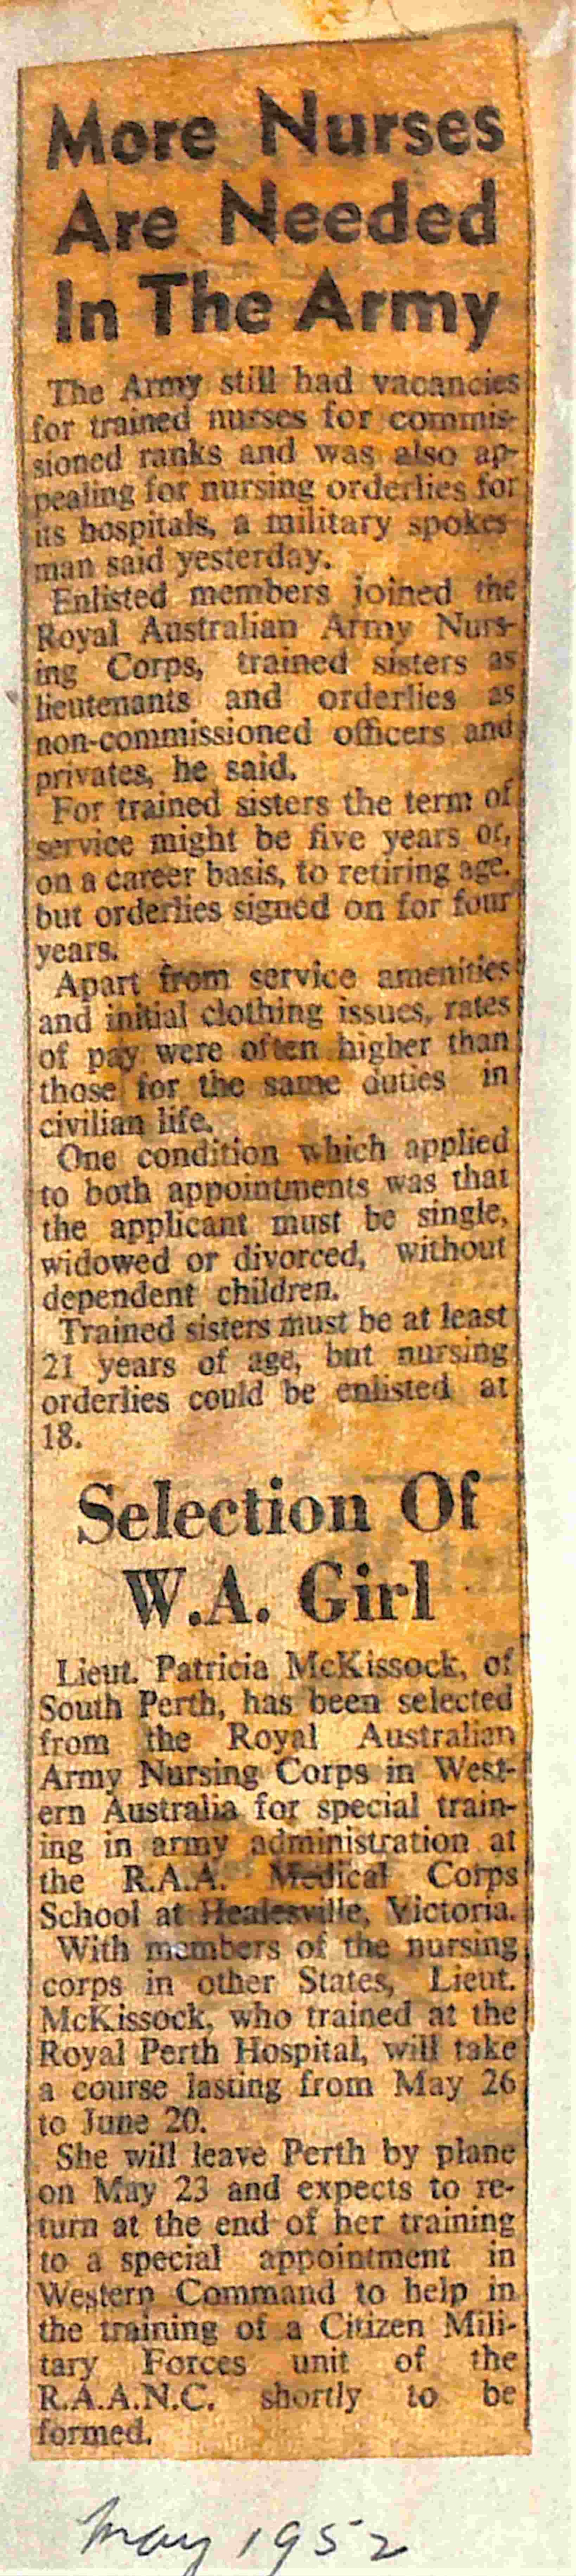 More Nurses
Are Needed
In The Army
The Army still had vacancies
for trained nurses for commis-
sioned ranks and was also ap-
pealing for nursing orderlies for
its hospitals, a military spokes-
man said yesterday.
Enlisted members joined the
Royal Australian Army Nurs-
ing Corps, trained sisters as
lieutenants and orderlies as
non-commissioned officers and
privates, he said.
For trained sisters the term of
service might be five years or,
on a career basis, to retiring age,
but orderlies signed on for four
years.
Apart from service amenities
and initial clothing issues, rates
of pay were often higher than
those for the same duties in
civilian life.
One condition which applied
to both appointments was that
the applicant must be single,
widowed or divorced, without
dependent children.
Trained sisters must be at least
21 years of age, but nursing
orderlies could be enlisted at
18.
Selection Of
W.A. Girl
Lieut. Patricia McKissock, of
South Perth, has been selected
from the Royal Australian
Army Nursing Corps in West-
ern Australia for special train-
ing in army administration at
the R.A.A. Medical Corps
School at Healesville, Victoria.
With members of the nursing
corps in other States, Lieut.
McKissock, who trained at the
Royal Perth Hospital, will take
a course lasting from May 26
to June 20.
She will leave Perth by plane
on May 23 and expects to re-
turn at the end of her training
to a special appointment in
Western Command to help in
the training of a Citizen Mili-
tary Forces unit of the
R.A.A.N.C. shortly to be
formed.
May 1952